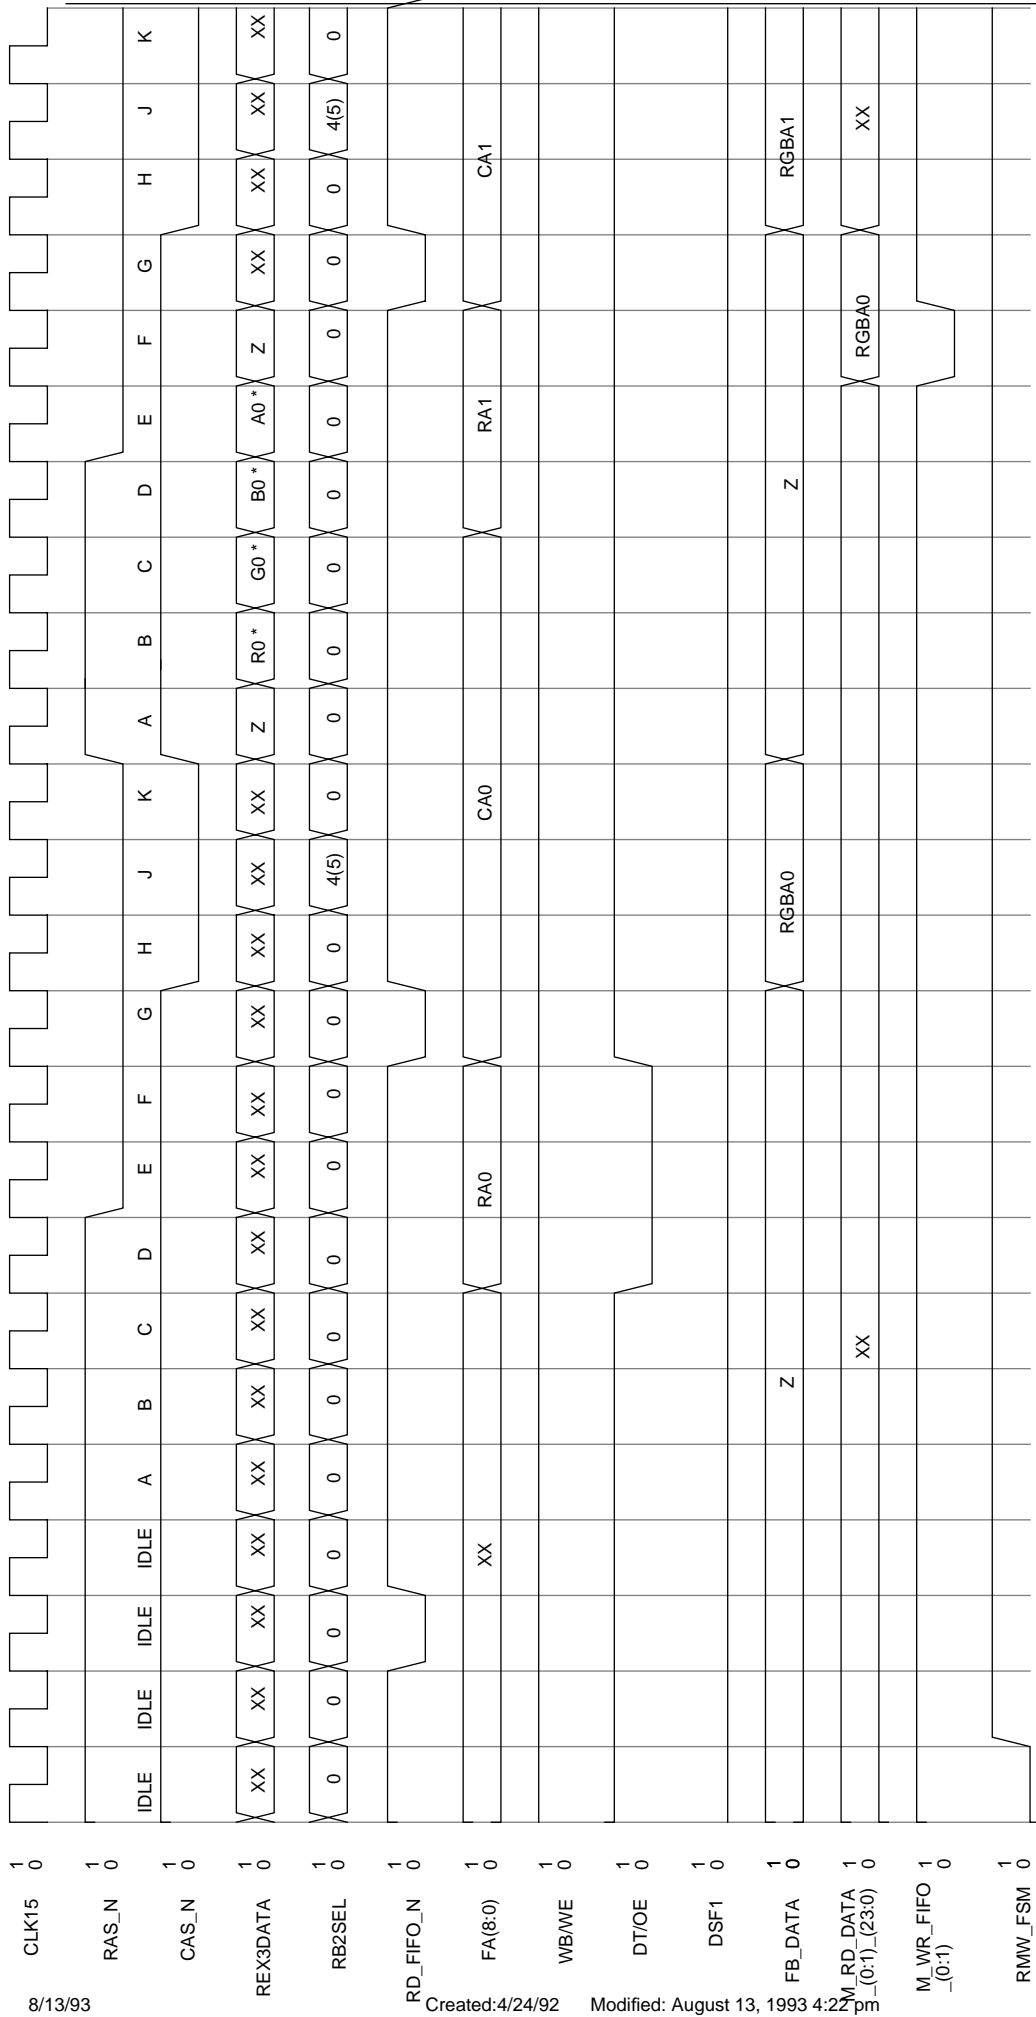 CLK15 1 0
RAS_N 1 0
IDLE IDLE IDLE IDLE A B C D E F G H J K A B C D E F G H J K
CAS_N 1 0
REX3DATA 1 0 XX XX XX XX XX XX XX XX XX XX XX XX XX XX Z R0 * G0 * B0 * A0 * Z XX XX XX XX
RB2SEL 1 0 0 0 0 0 0 0 0 0 0 0 0 0 4(5) 0 0 0 0 0 0 0 0 0 4(5) 0
RD_FIFO_N 1 0
FA(8:0) 1 0 XX RA0 CA0 RA1 CA1
WB/WE 1 0
DT/OE 1 0
DSF1 1 0
FB_DATA 1 0 Z RGBA0 Z RGBA1
M_RD_DATA 1 0 XX RGBA0 XX
_(0:1)_(23:0)
M_WR_FIFO 1 0
_(0:1)
RMW_FSM 1 0
8/13/93 Created:4/24/92 Modified: August 13, 1993 4:22 pm